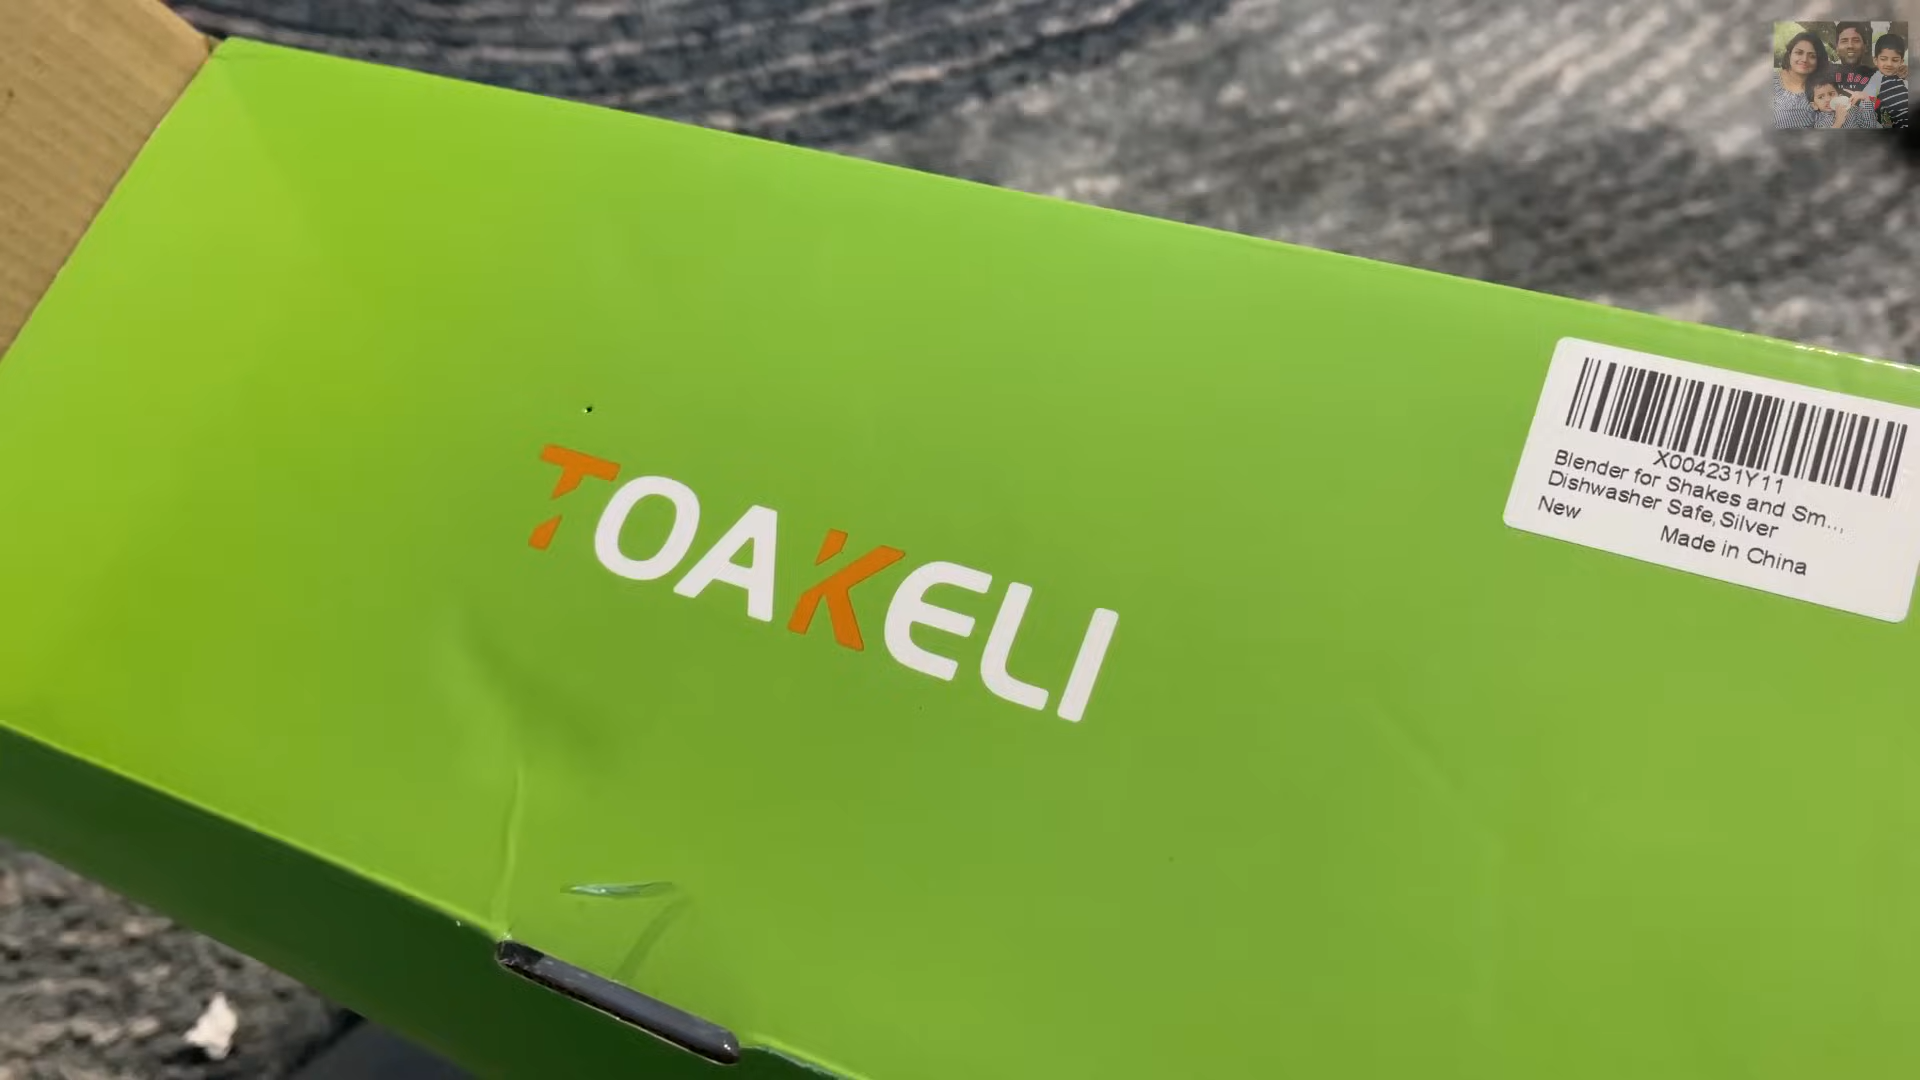 TOAKELI
X004231Y11
Blender for Shakes and Sm...
Dishwasher Safe,Silver
New
Made in China